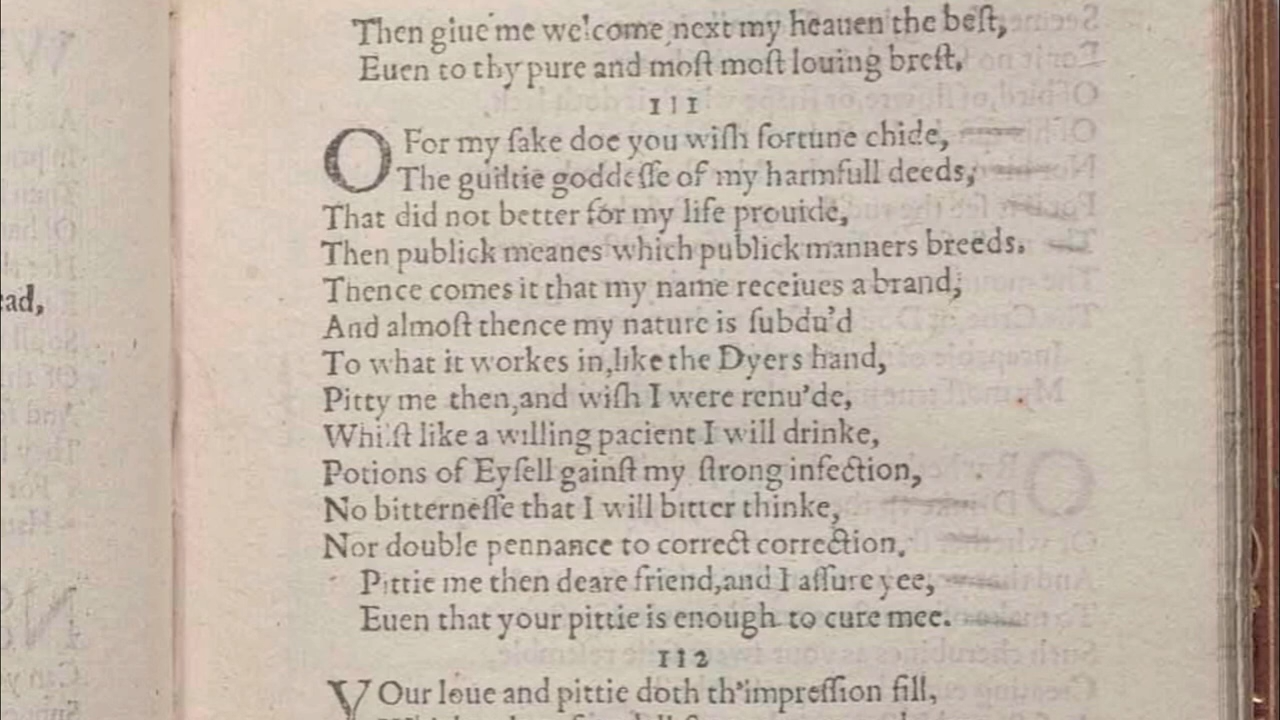 Then giue me welcome, next my heauen the beſt,
Euen to thy pure and moſt moſt louing breſt.
111
O For my ſake doe you wiſh fortune chide,
The guiltie goddeſſe of my harmfull deeds,
That did not better for my life prouide,
Then publick meanes which publick manners breeds.
Thence comes it that my name receiues a brand,
And almoſt thence my nature is ſubdu'd
To what it workes in,like the Dyers hand,
Pitty me then,and wiſh I were renu'de,
Whilſt like a willing pacient I will drinke,
Potions of Eyſell gainſt my ſtrong infection,
No bitterneſſe that I will bitter thinke,
Nor double pennance to correct correction.
Pittie me then deare friend,and I aſſure yee,
Euen that your pittie is enough to cure mee.
112
YOur loue and pittie doth th'impreſſion fill,
ead,